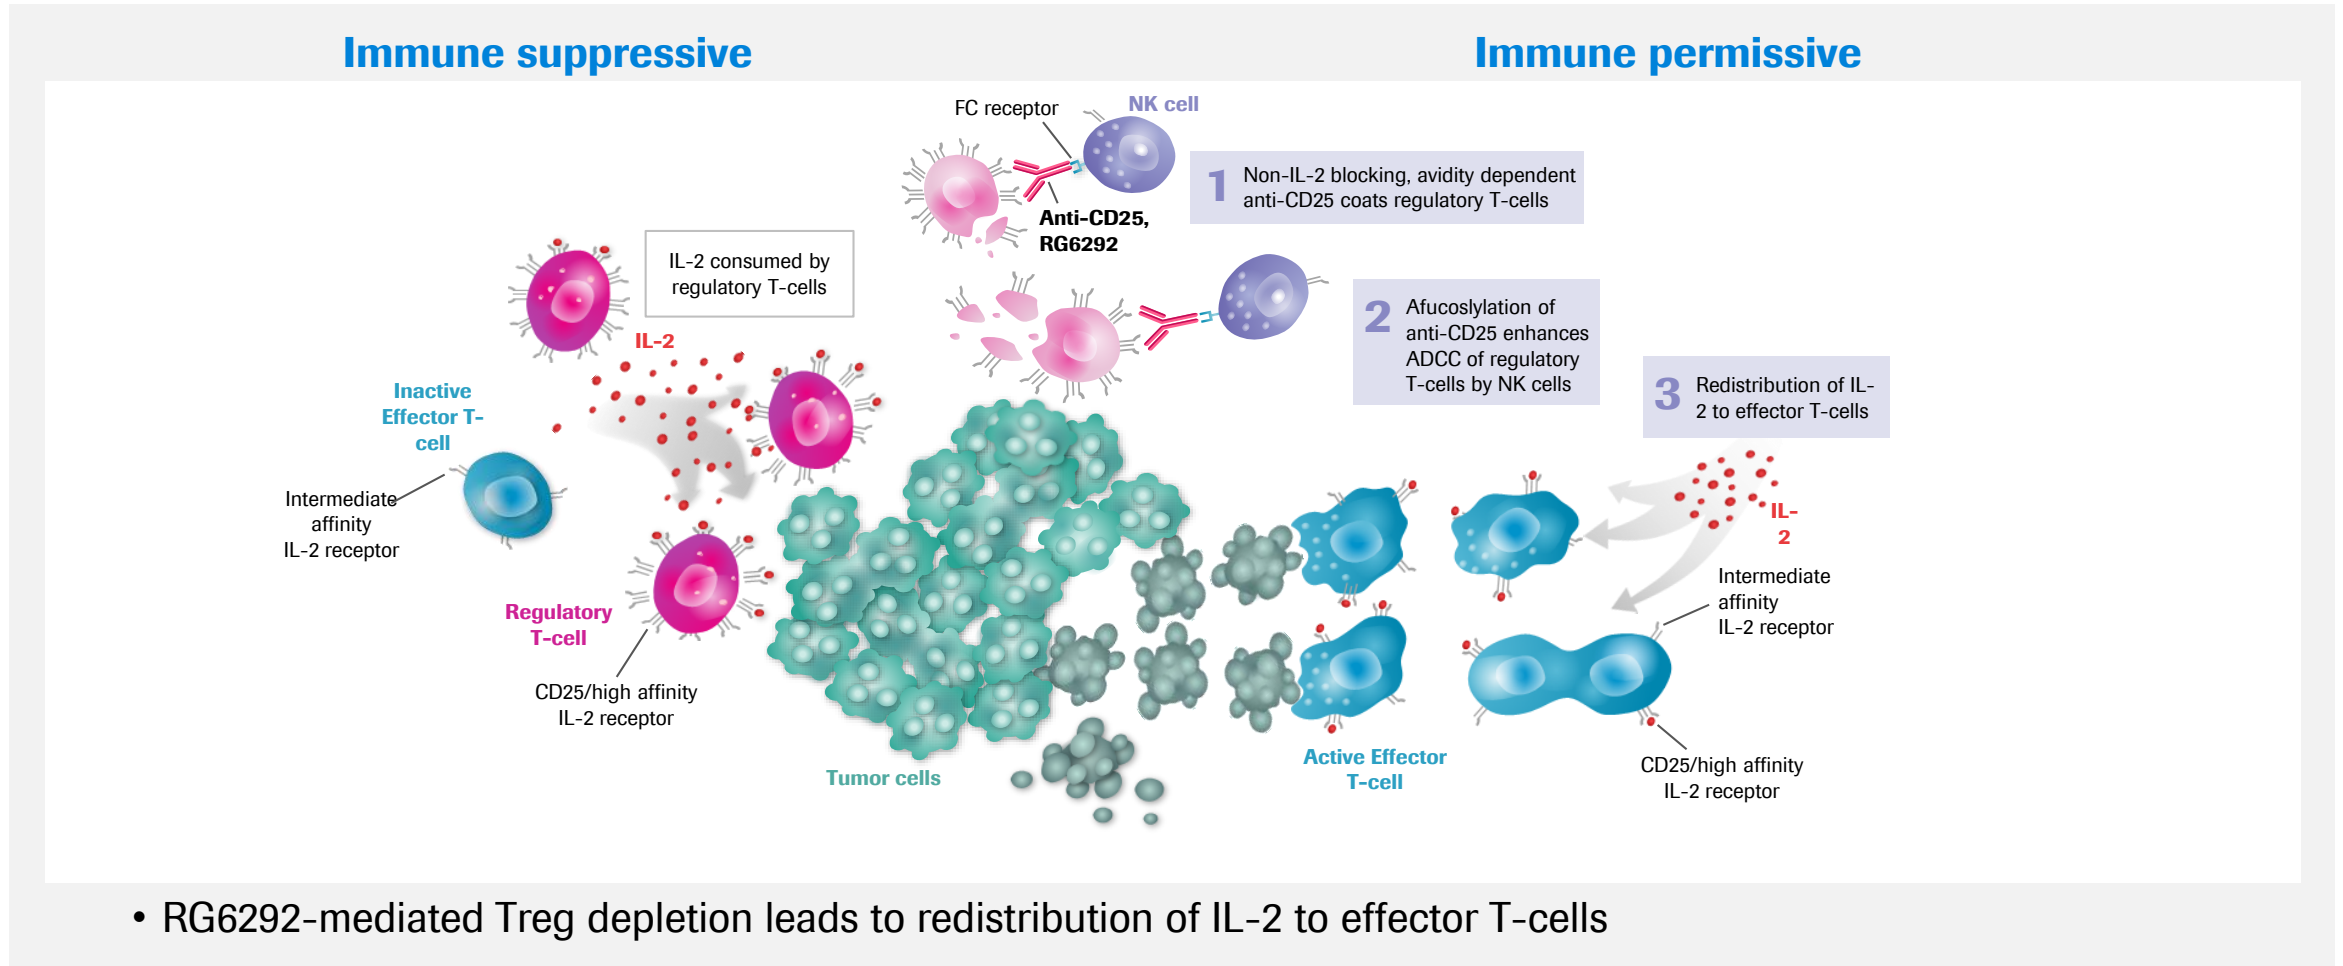 Immune suppressive
Immune permissive
FC receptor
NK cell
1
Non-IL-2 blocking, avidity dependent
anti-CD25 coats regulatory T-cells
Anti-CD25,
RG6292
IL-2 consumed by
regulatory T-cells
2
Afucoslylation of
anti-CD25 enhances
ADCC of regulatory
T-cells by NK cells
IL-2
3
Redistribution of IL-
2 to effector T-cells
Inactive
Effector T-
cell
Intermediate
affinity
IL-2 receptor
IL-
2
Intermediate
affinity
IL-2 receptor
Regulatory
T-cell
CD25/high affinity
IL-2 receptor
Tumor cells
Active Effector
T-cell
CD25/high affinity
IL-2 receptor
• RG6292-mediated Treg depletion leads to redistribution of IL-2 to effector T-cells